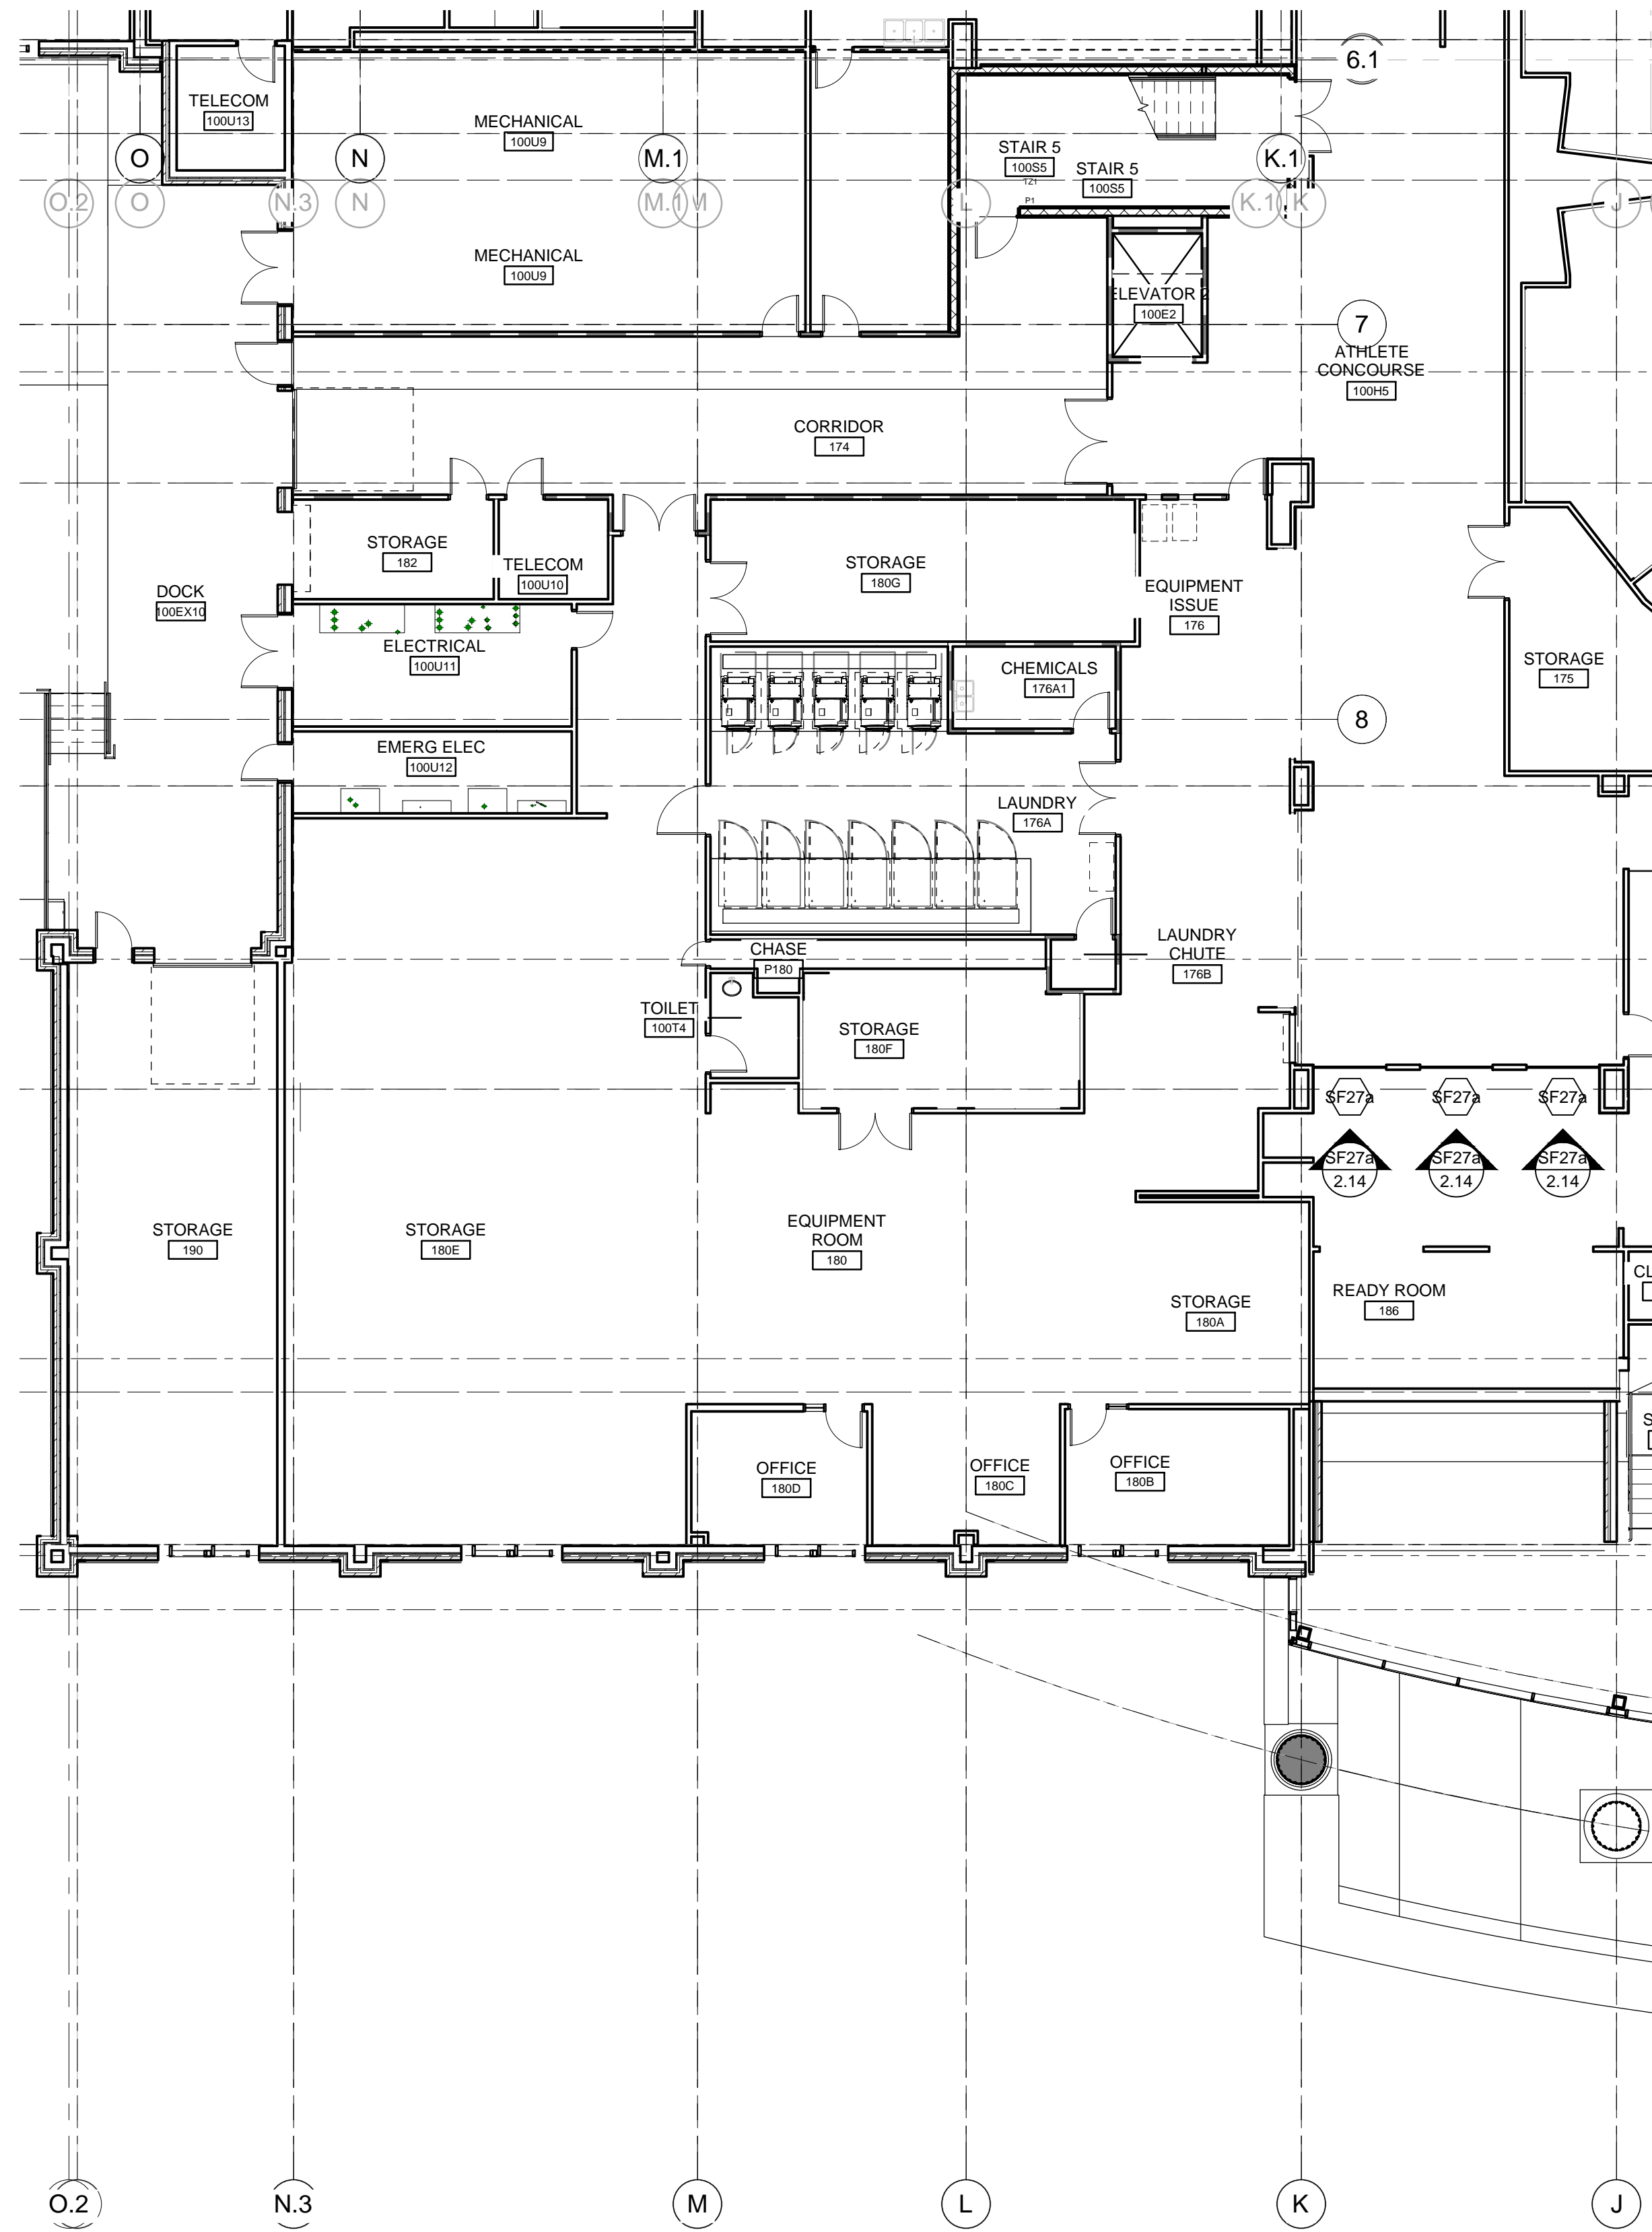 6.1
TELECOM
100U13
MECHANICAL
100U9
O
N
M.1
K.1
STAIR 5
100S5
TZ1
STAIR 5
100S5
P1
O.2
O
N.3
N
M.1
M
L
K.1
K
J
MECHANICAL
100U9
ELEVATOR 2
100E2
7
ATHLETE
CONCOURSE
100H5
CORRIDOR
174
STORAGE
182
TELECOM
100U10
STORAGE
180G
EQUIPMENT
ISSUE
176
DOCK
100EX10
ELECTRICAL
100U11
CHEMICALS
176A1
STORAGE
175
8
EMERG ELEC
100U12
LAUNDRY
176A
LAUNDRY
CHUTE
176B
CHASE
P180
TOILET
100T4
STORAGE
180F
SF27a
SF27a
SF27a
SF27a
2.14
SF27a
2.14
SF27a
2.14
STORAGE
190
STORAGE
180E
EQUIPMENT
ROOM
180
STORAGE
180A
READY ROOM
186
CL
S
OFFICE
180D
OFFICE
180C
OFFICE
180B
O.2
N.3
M
L
K
J